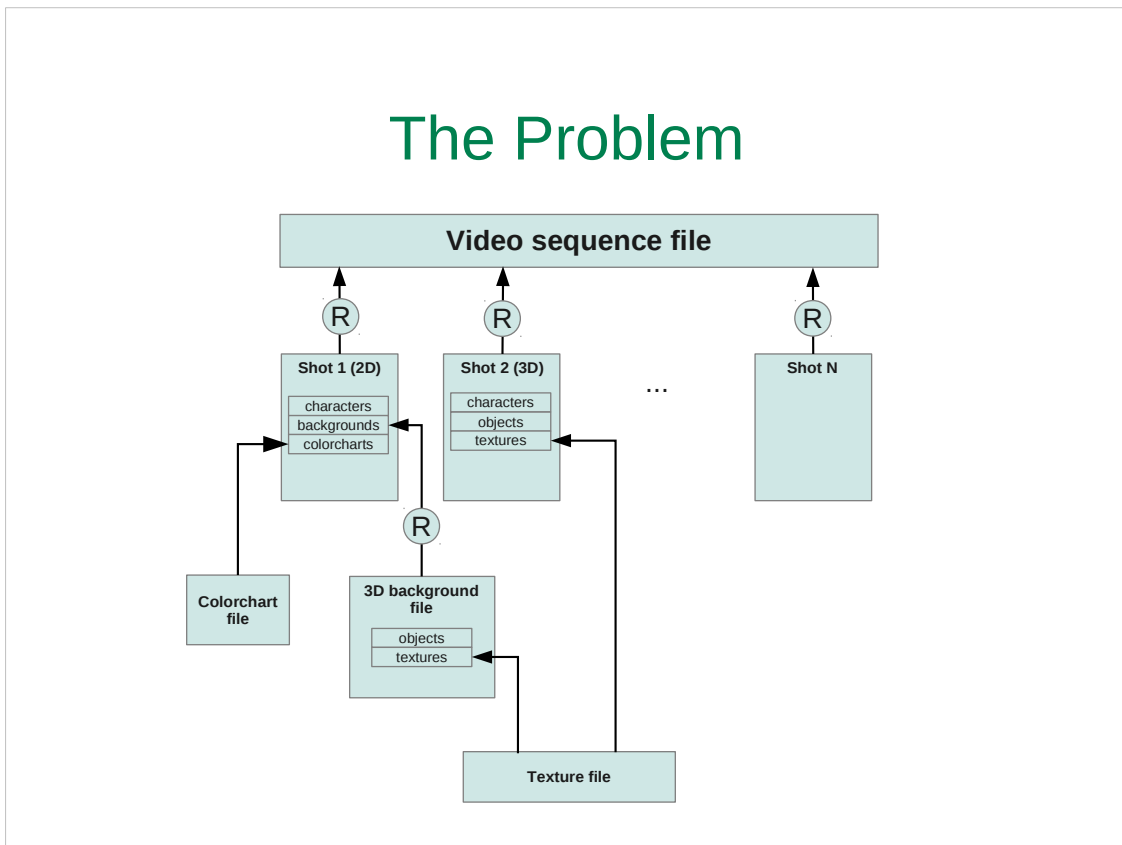 The Problem
Video sequence file
R
R
R
Shot 1 (2D)
characters
backgrounds
colorcharts
Shot 2 (3D)
characters
objects
textures
...
Shot N
R
Colorchart
file
3D background
file
objects
textures
Texture file